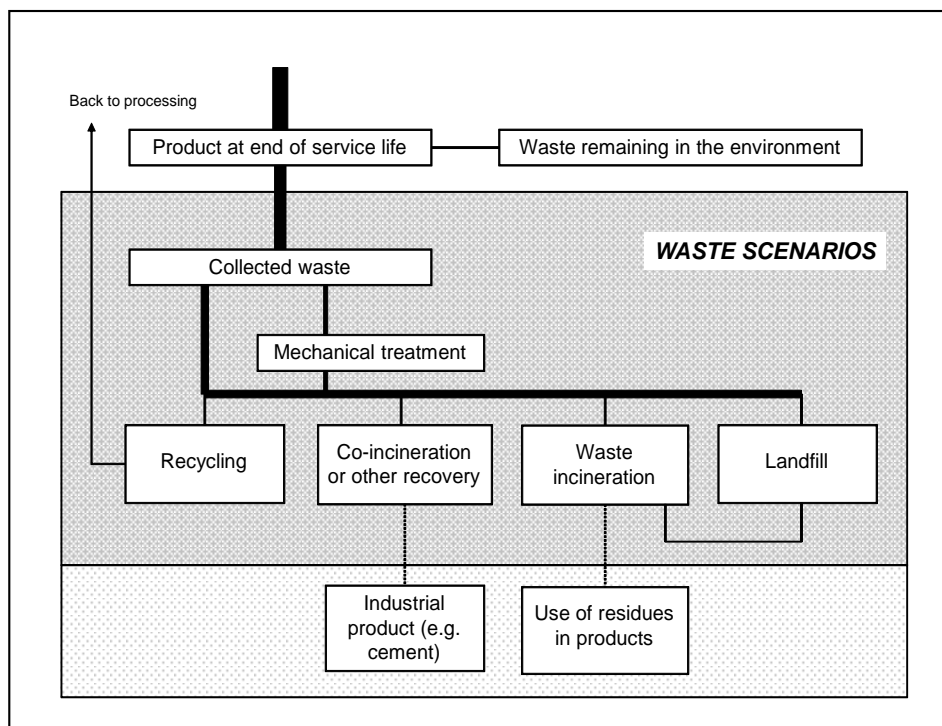 Back to processing
Product at end of service life
Waste remaining in the environment
WASTE SCENARIOS
Collected waste
Mechanical treatment
Recycling
Co-incineration
or other recovery
Waste
incineration
Landfill
Industrial
product (e.g.
cement)
Use of residues
in products